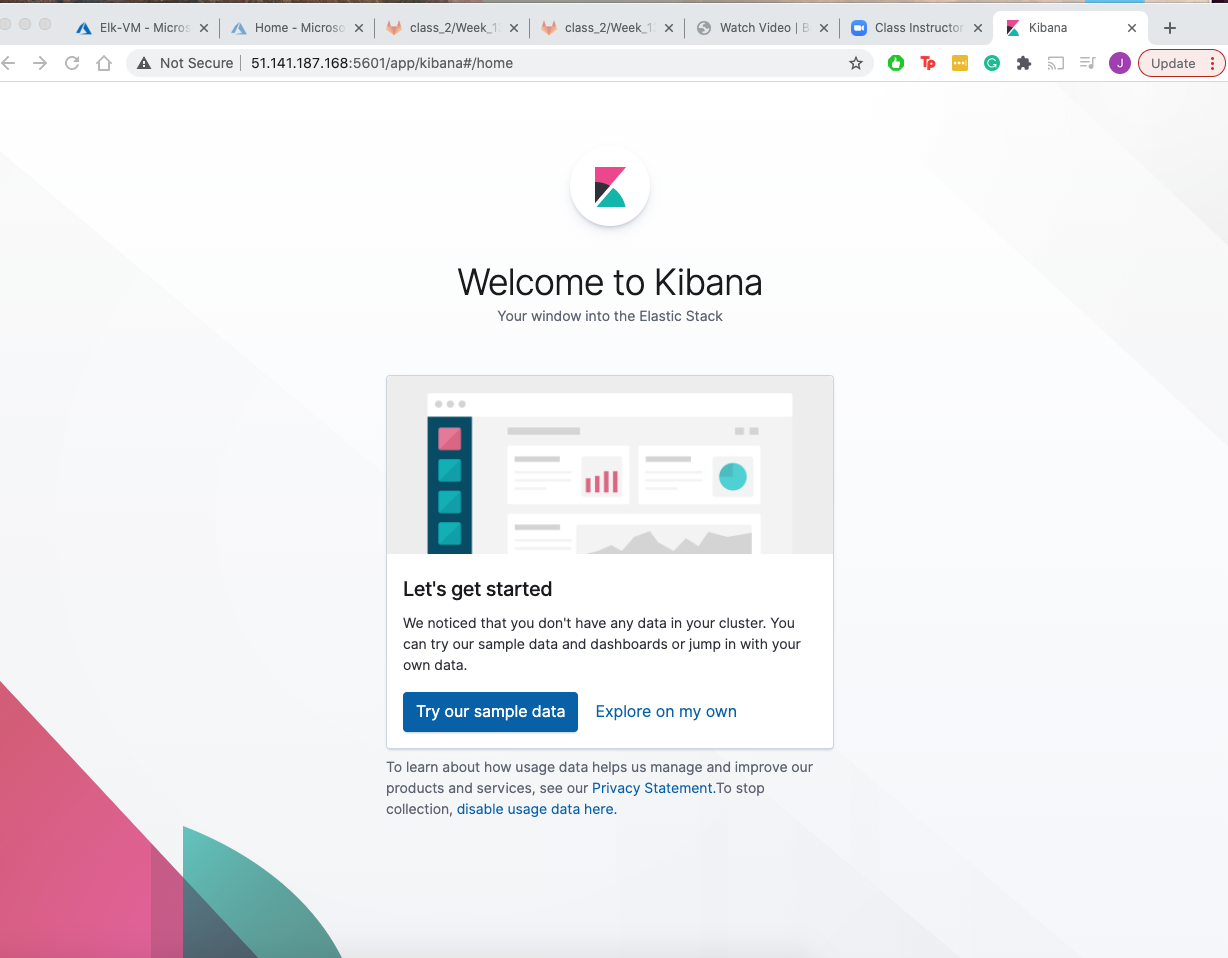 Elk-VM - Micros
Home - Microso
class_2/Week_1
class_2/Week_1
Watch Video | B
Class Instructor
Kibana
Not Secure
51.141.187.168:5601/app/kibana#/home
Tp
G
J
Update
Welcome to Kibana
Your window into the Elastic Stack
Let's get started
We noticed that you don't have any data in your cluster. You
can try our sample data and dashboards or jump in with your
own data.
Try our sample data
Explore on my own
To learn about how usage data helps us manage and improve our
products and services, see our Privacy Statement.To stop
collection, disable usage data here.